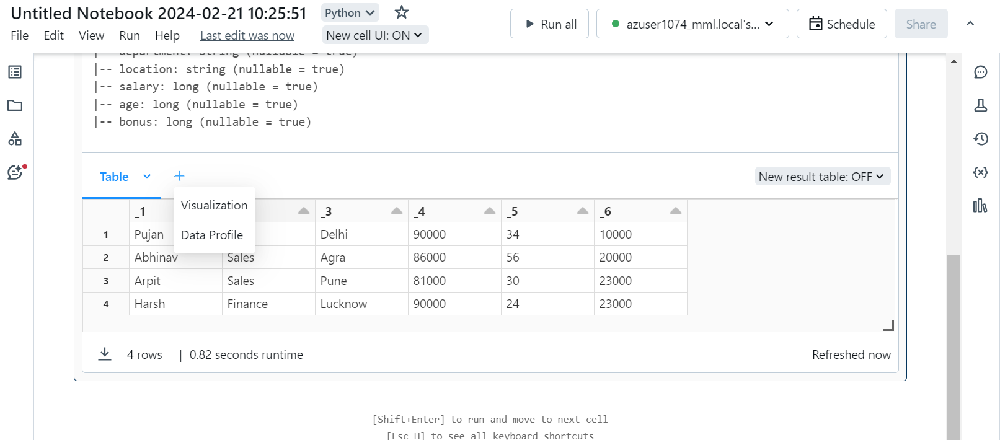 Untitled Notebook 2024-02-21 10:25:51 Python
File Edit View Run Help Last edit was now New cell UI: ON
Run all azuser1074_mml.local's... Schedule Share
|-- department: string (nullable = true)
|-- location: string (nullable = true)
|-- salary: long (nullable = true)
|-- age: long (nullable = true)
|-- bonus: long (nullable = true)
Table + New result table: OFF
Visualization
Data Profile
_1 _3 _4 _5 _6
1 Pujan Delhi 90000 34 10000
2 Abhinav Sales Agra 86000 56 20000
3 Arpit Sales Pune 81000 30 23000
4 Harsh Finance Lucknow 90000 24 23000
4 rows | 0.82 seconds runtime Refreshed now
[Shift+Enter] to run and move to next cell
[Esc H] to see all keyboard shortcuts